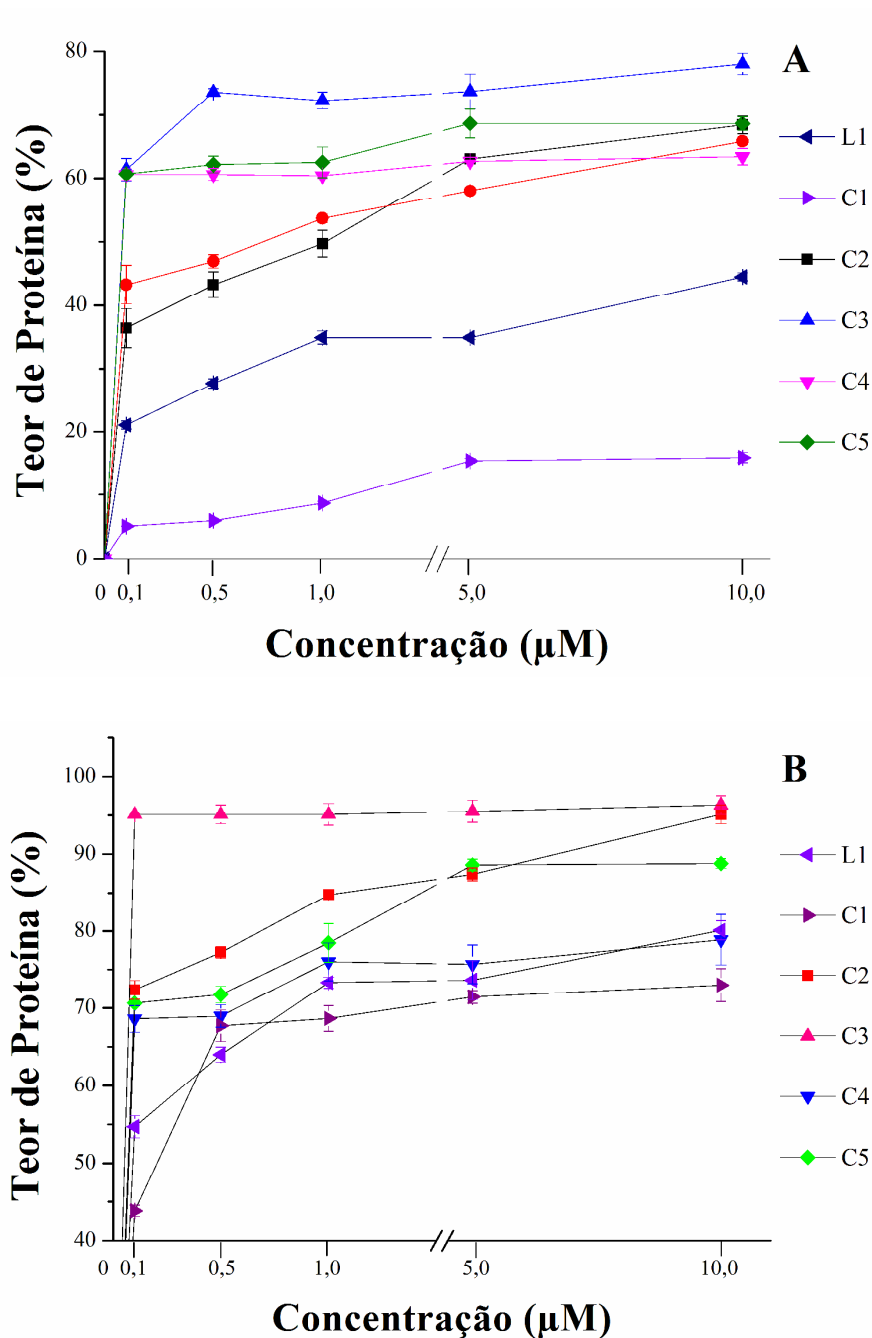 A
80
60
40
20
0
Teor de Proteína (%)
0 0,1 0,5 1,0 5,0 10,0
Concentração (µM)
L1
C1
C2
C3
C4
C5
B
100
90
80
70
60
50
40
Teor de Proteína (%)
0 0,1 0,5 1,0 5,0 10,0
Concentração (µM)
L1
C1
C2
C3
C4
C5